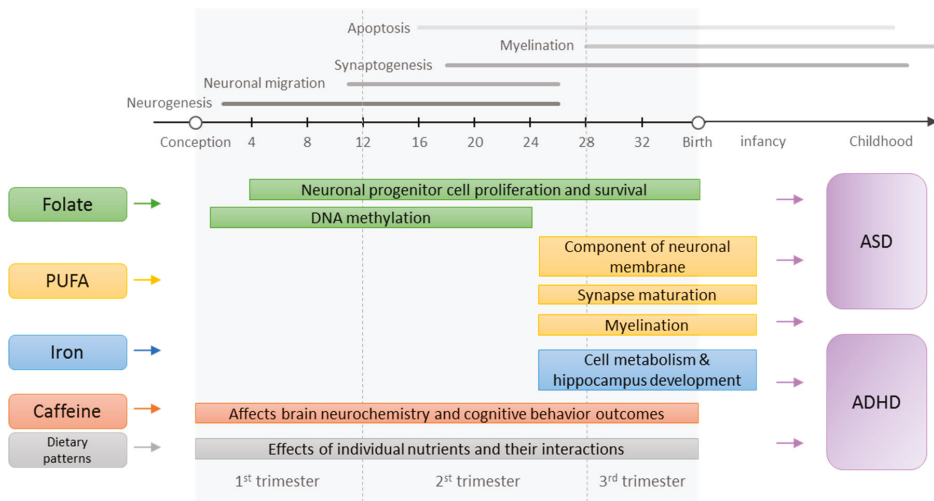 Apoptosis
Myelination
Synaptogenesis
Neuronal migration
Neurogenesis
Conception 4 8 12 16 20 24 28 32 Birth infancy Childhood
Folate
Neuronal progenitor cell proliferation and survival
DNA methylation
ASD
PUFA
Component of neuronal
membrane
Synapse maturation
Myelination
Iron
Cell metabolism &
hippocampus development
ADHD
Caffeine
Affects brain neurochemistry and cognitive behavior outcomes
Dietary
patterns
Effects of individual nutrients and their interactions
1st trimester 2st trimester 3rd trimester